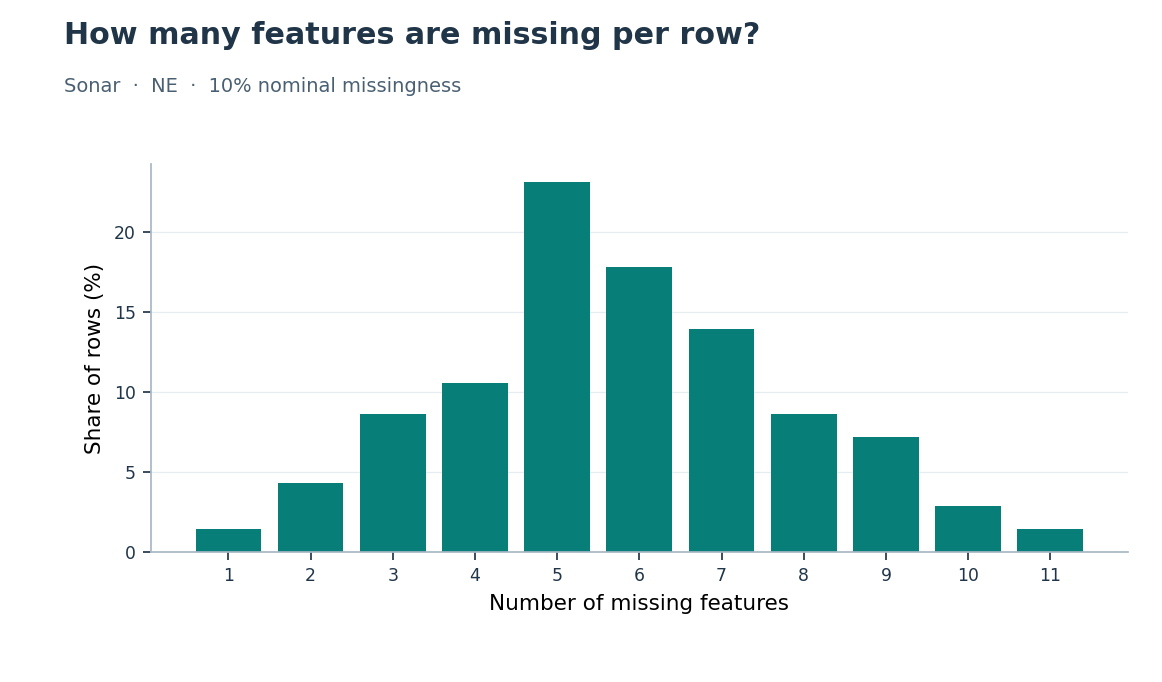 How many features are missing per row?
Sonar · NE · 10% nominal missingness
Share of rows (%)
20
15
10
5
0
1 2 3 4 5 6 7 8 9 10 11
Number of missing features